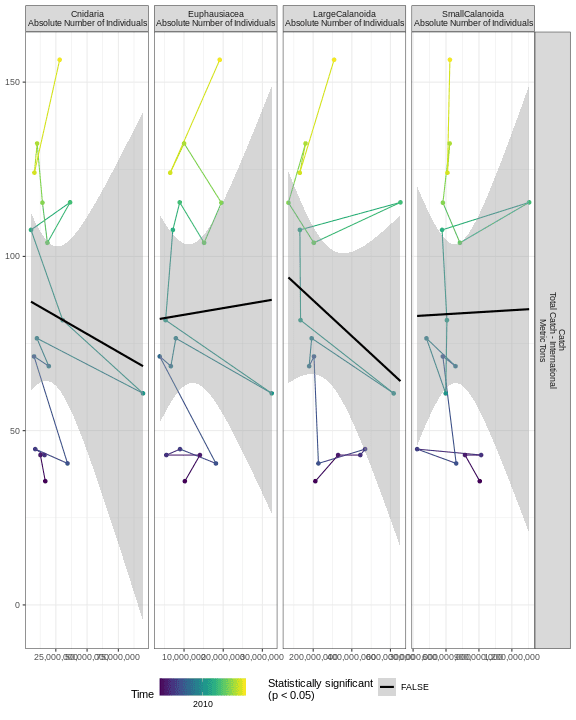 Cnidaria
Absolute Number of Individuals
Euphausiacea
Absolute Number of Individuals
LargeCalanoida
Absolute Number of Individuals
SmallCalanoida
Absolute Number of Individuals
150
100
50
0
Catch
Total Catch - International
Metric Tons
25,000,000
50,000,000
75,000,000
10,000,000
20,000,000
30,000,000
200,000,000
400,000,000
600,000,000
Time
2010
Statistically significant
(p < 0.05)
FALSE